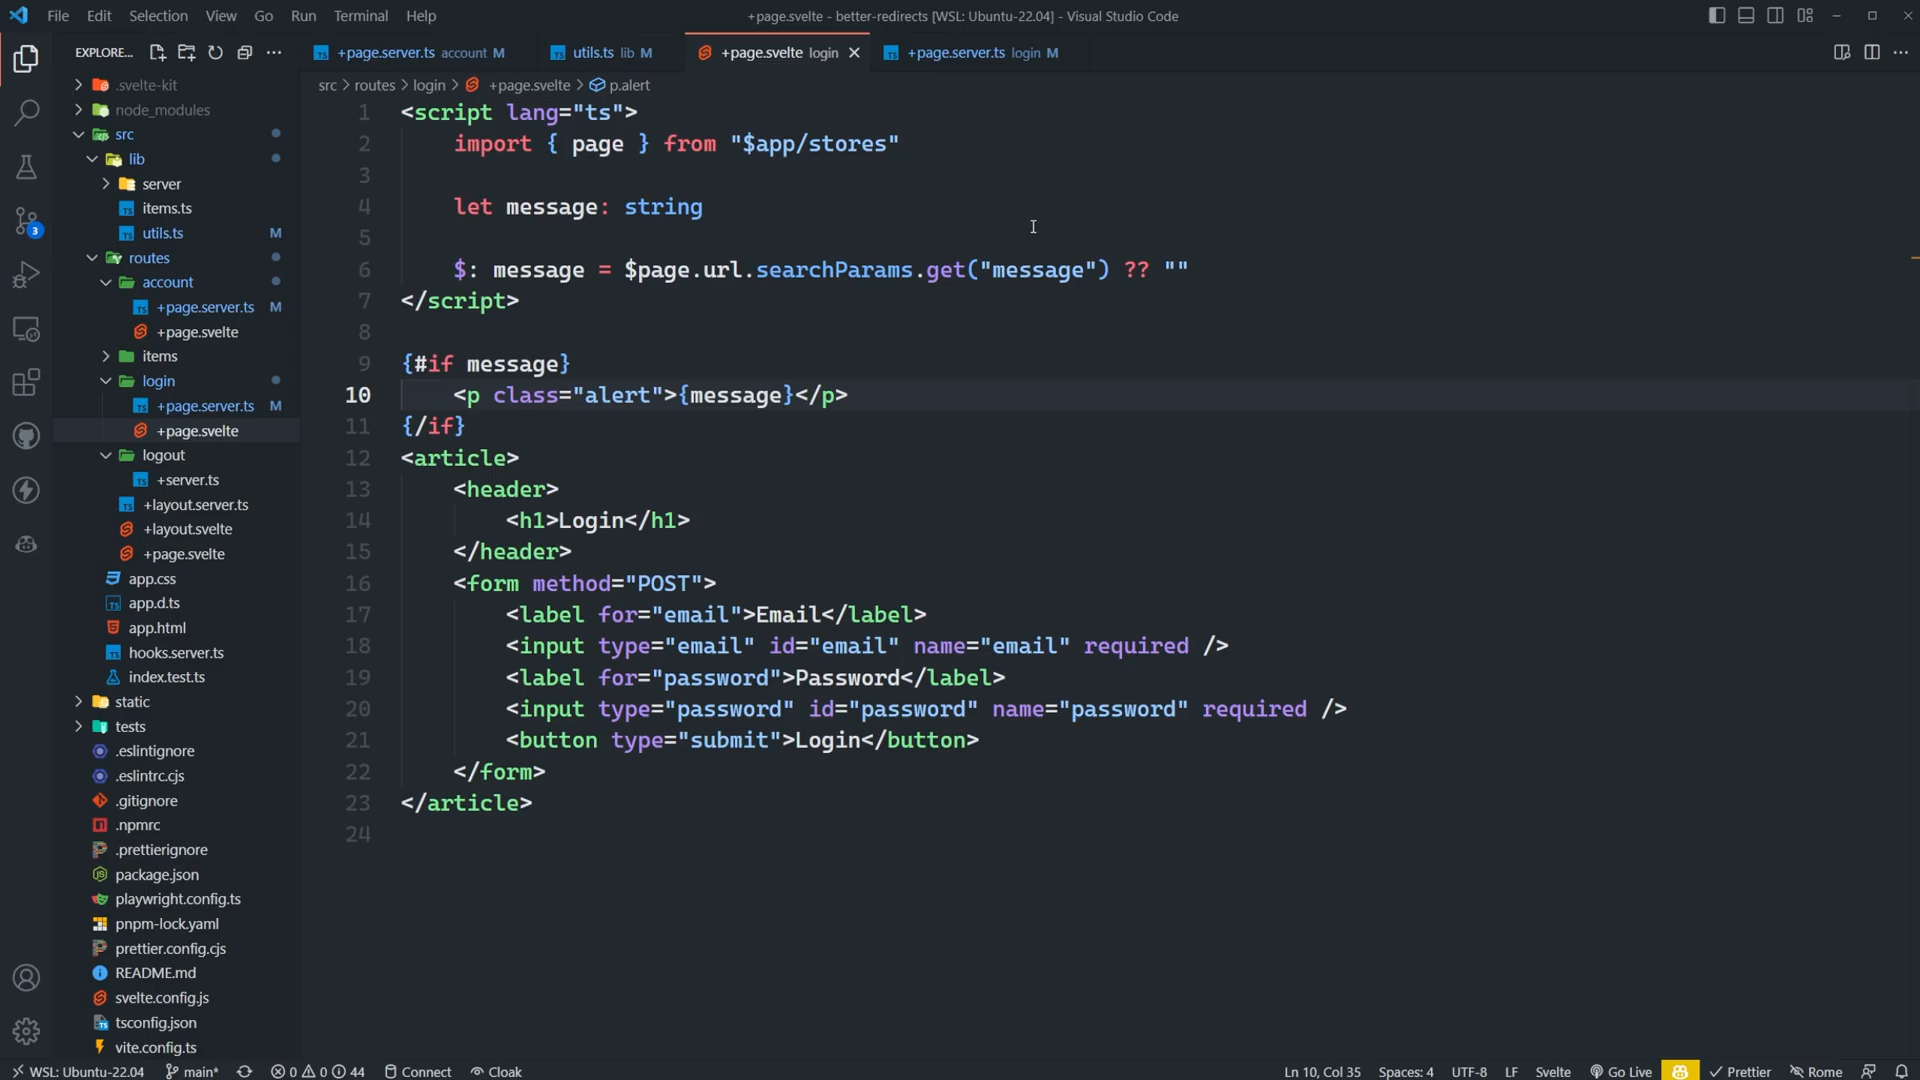 File Edit Selection View Go Run Terminal Help
+page.svelte - better-redirects [WSL: Ubuntu-22.04] - Visual Studio Code
EXPLORE...
+page.server.ts account M
utils.ts lib M
+page.svelte login
+page.server.ts login M
src > routes > login > +page.svelte > p.alert
.svelte-kit
node_modules
src
lib
server
items.ts
utils.ts M
routes
account
+page.server.ts M
+page.svelte
items
login
+page.server.ts M
+page.svelte
logout
+server.ts
+layout.server.ts
+layout.svelte
+page.svelte
app.css
app.d.ts
app.html
hooks.server.ts
index.test.ts
static
tests
.eslintignore
.eslintrc.cjs
.gitignore
.npmrc
.prettierignore
package.json
playwright.config.ts
pnpm-lock.yaml
prettier.config.cjs
README.md
svelte.config.js
tsconfig.json
vite.config.ts
3
1 <script lang="ts">
2 import { page } from "$app/stores"
3
4 let message: string
5
6 $: message = $page.url.searchParams.get("message") ?? ""
7 </script>
8
9 {#if message}
10 <p class="alert">{message}</p>
11 {/if}
12 <article>
13 <header>
14 <h1>Login</h1>
15 </header>
16 <form method="POST">
17 <label for="email">Email</label>
18 <input type="email" id="email" name="email" required />
19 <label for="password">Password</label>
20 <input type="password" id="password" name="password" required />
21 <button type="submit">Login</button>
22 </form>
23 </article>
24
WSL: Ubuntu-22.04 main* 0 0 44 Connect Cloak
Ln 10, Col 35 Spaces: 4 UTF-8 LF Svelte Go Live Prettier Rome